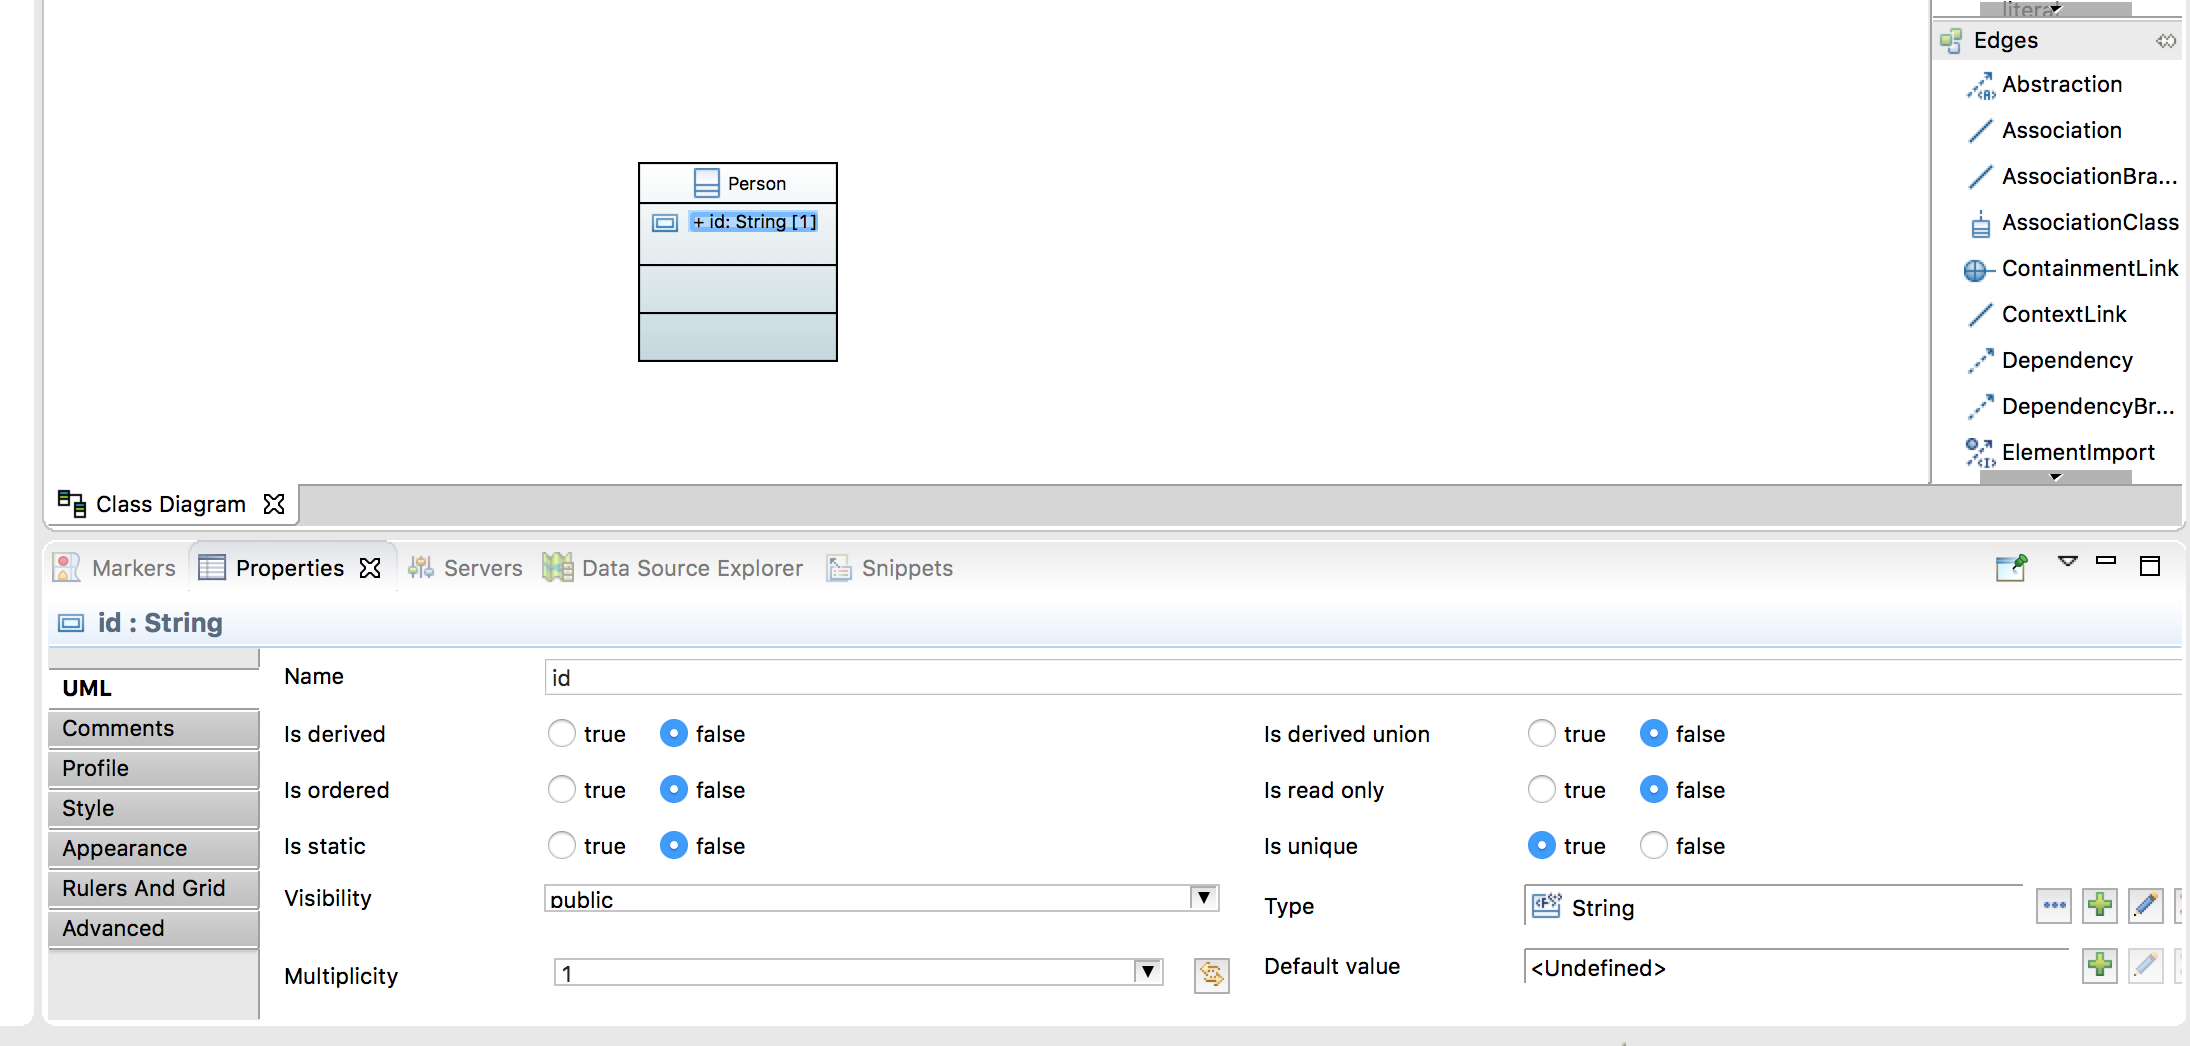 literal
Edges
Abstraction
Association
AssociationBra...
AssociationClass
ContainmentLink
ContextLink
Dependency
DependencyBr...
ElementImport
Person
+ id: String [1]
Class Diagram
Markers
Properties
Servers
Data Source Explorer
Snippets
id : String
UML
Comments
Profile
Style
Appearance
Rulers And Grid
Advanced
Name
id
Is derived
true
false
Is derived union
true
false
Is ordered
true
false
Is read only
true
false
Is static
true
false
Is unique
true
false
Visibility
public
Type
String
Multiplicity
1
Default value
<Undefined>